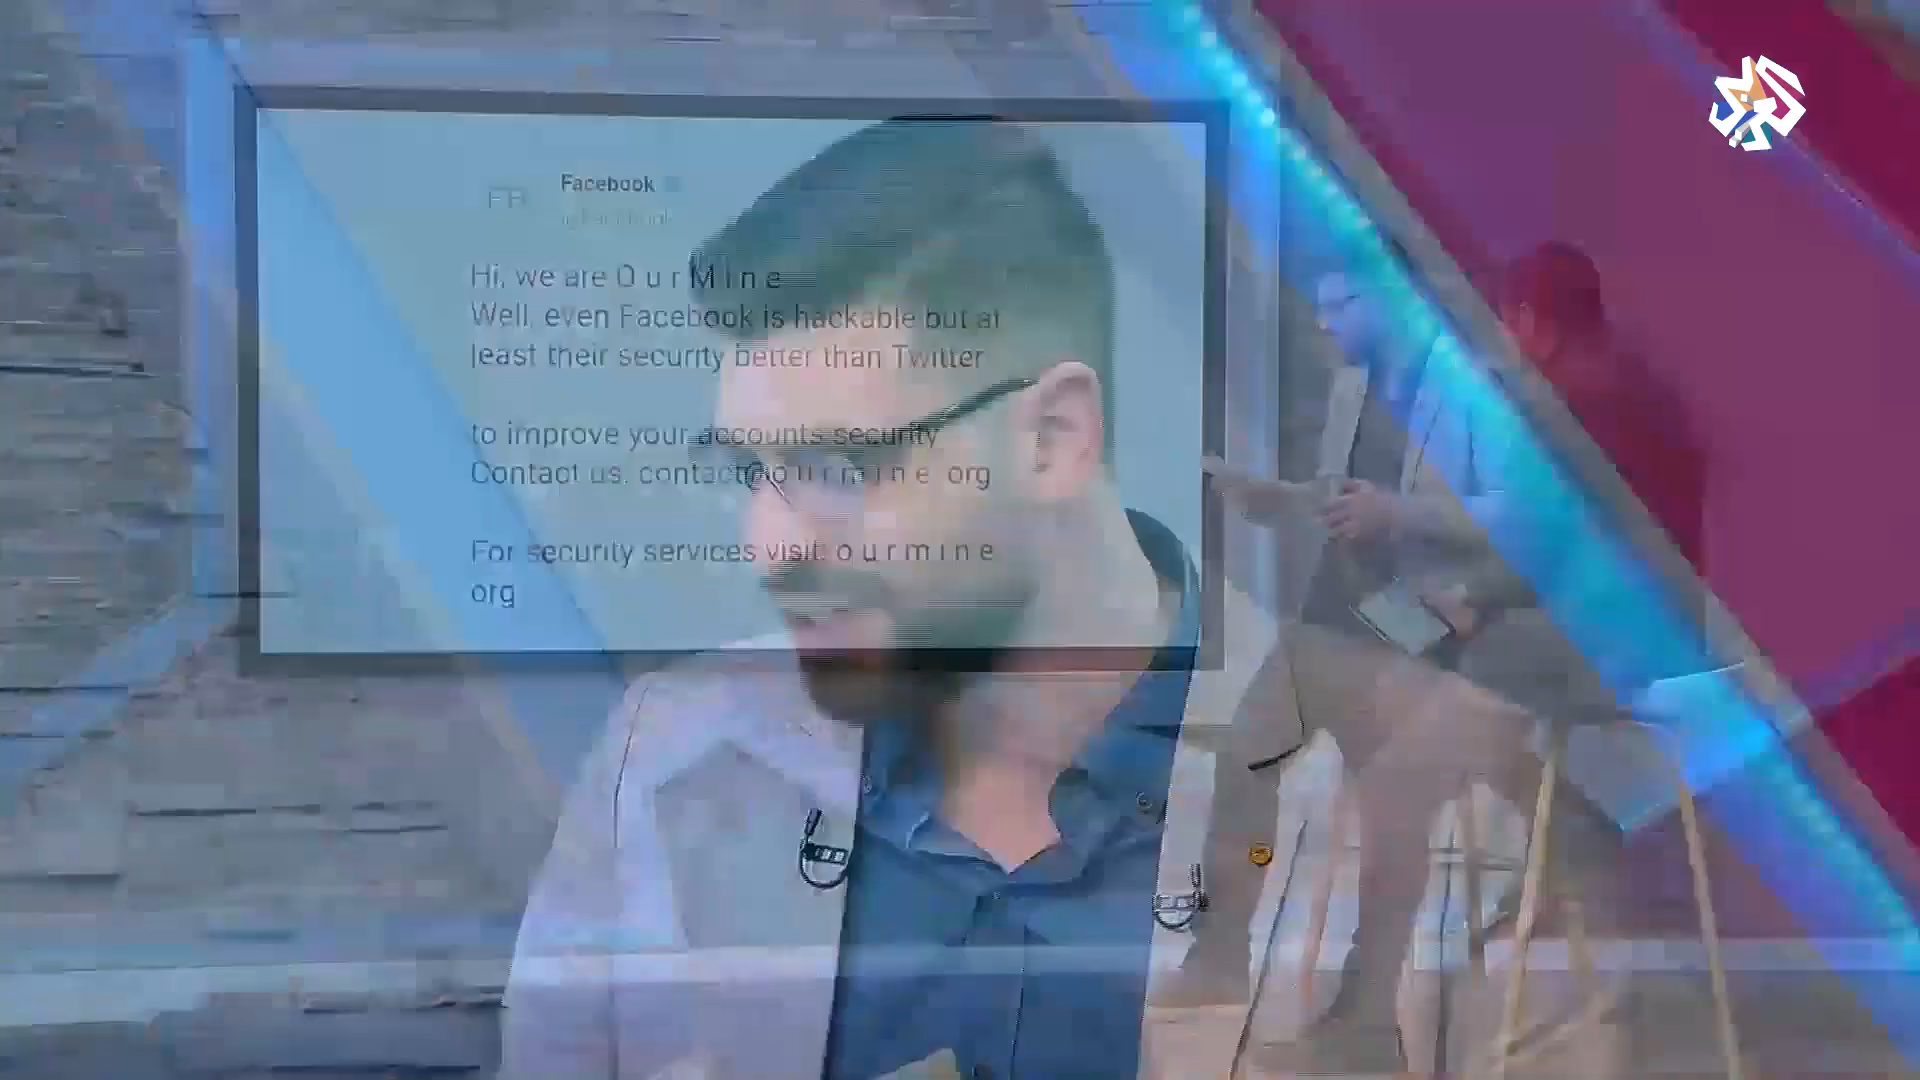 Facebook
Hi, we are O u r M i n e
Well, even Facebook is hackable but at
least their security better than Twitter
to improve your accounts security
Contact us: contact@o u r m i n e org
For security services visit: o u r m i n e
org